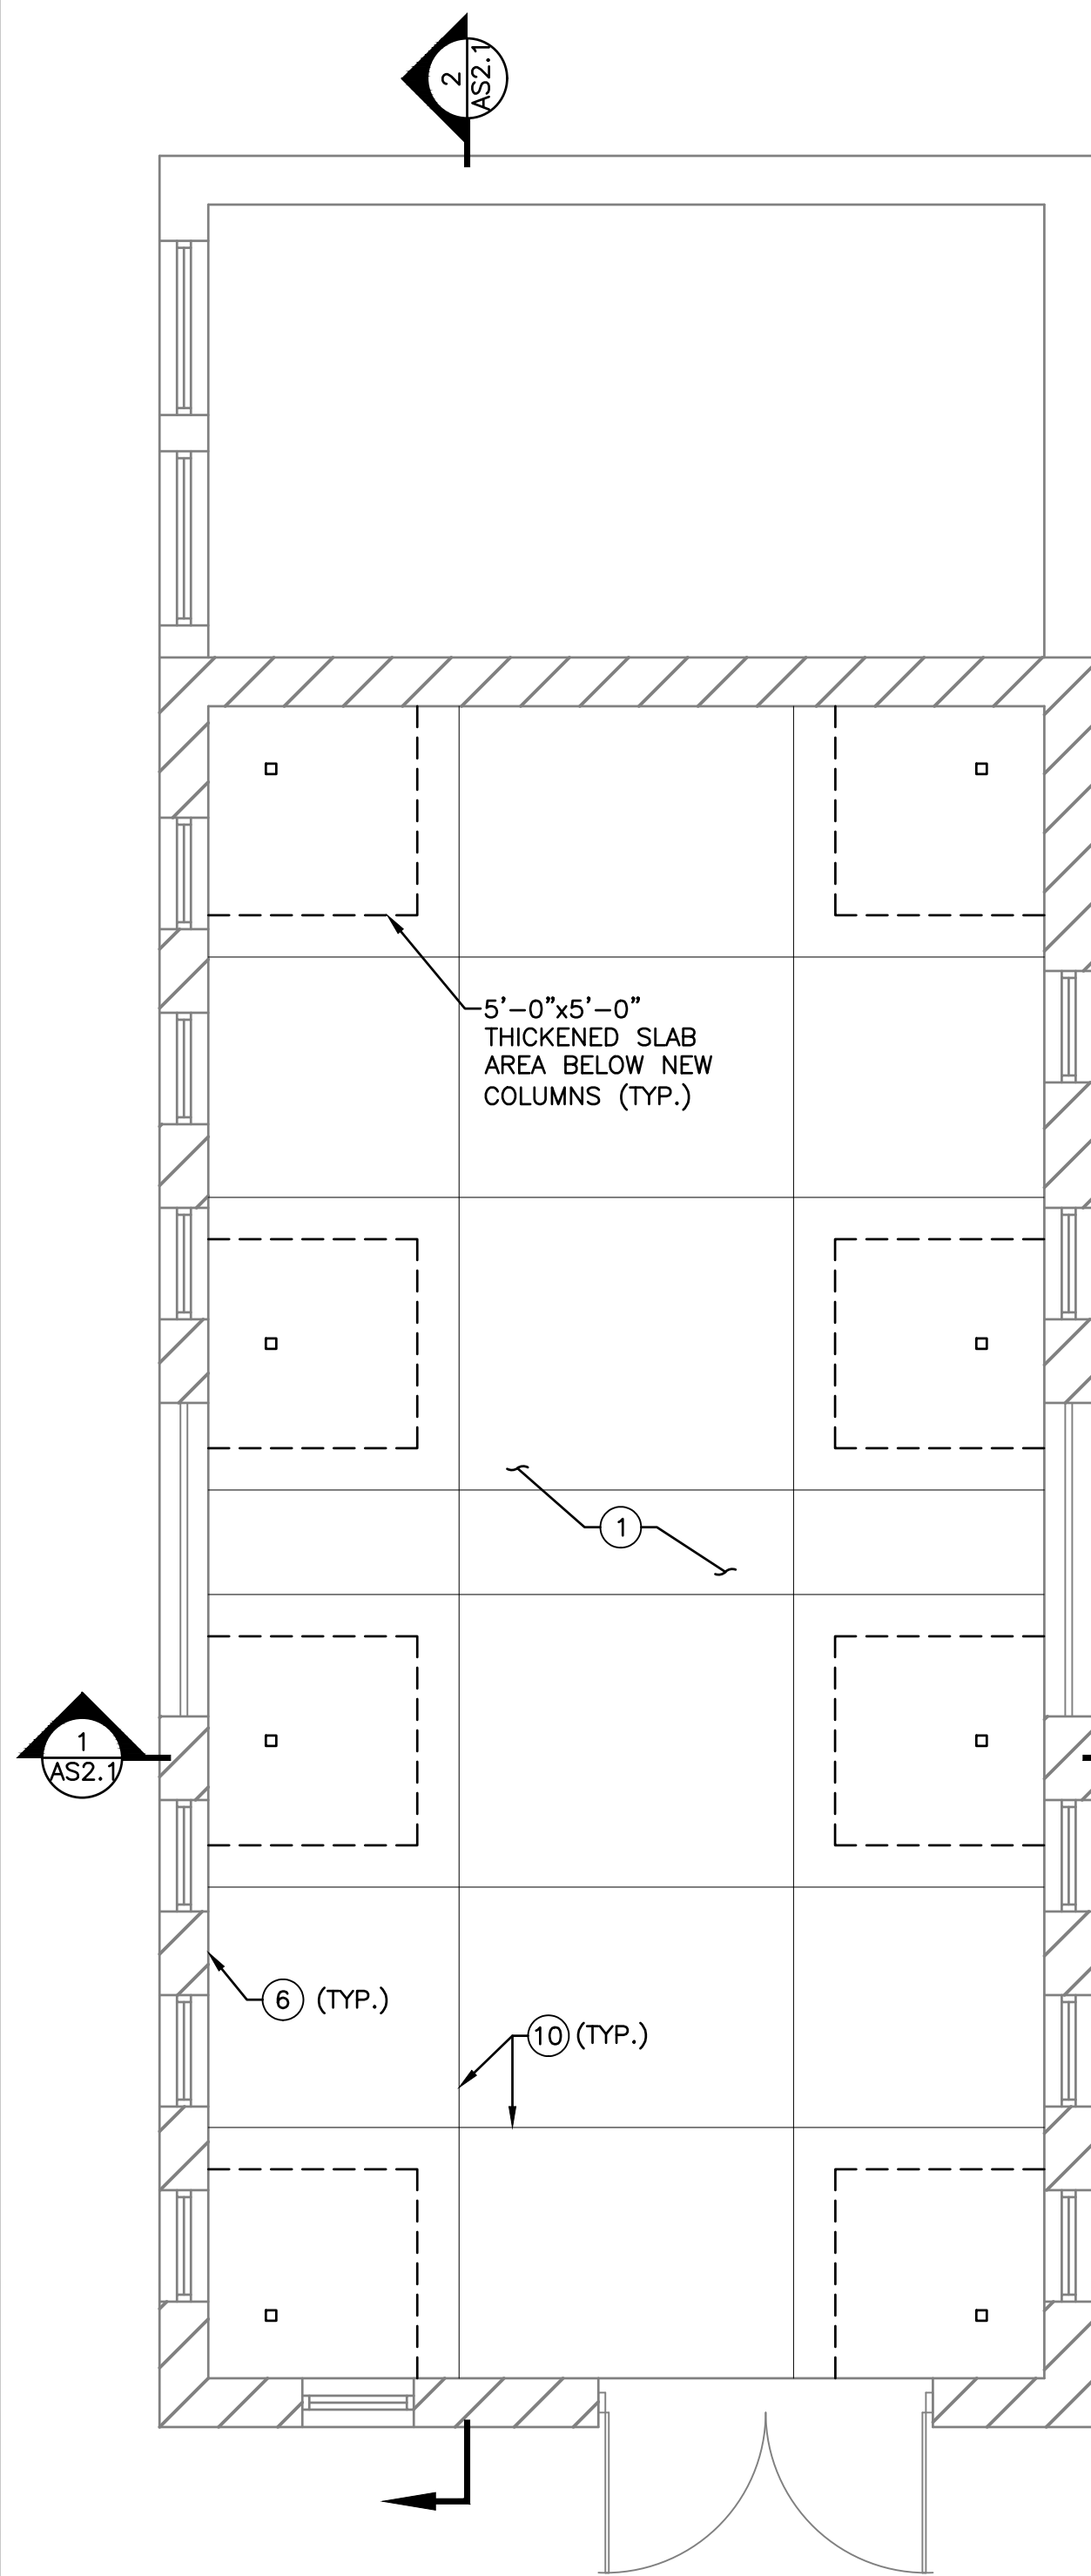 2
AS2.1
5'-0"x5'-0"
THICKENED SLAB
AREA BELOW NEW
COLUMNS (TYP.)
1
1
AS2.1
6 (TYP.)
10 (TYP.)